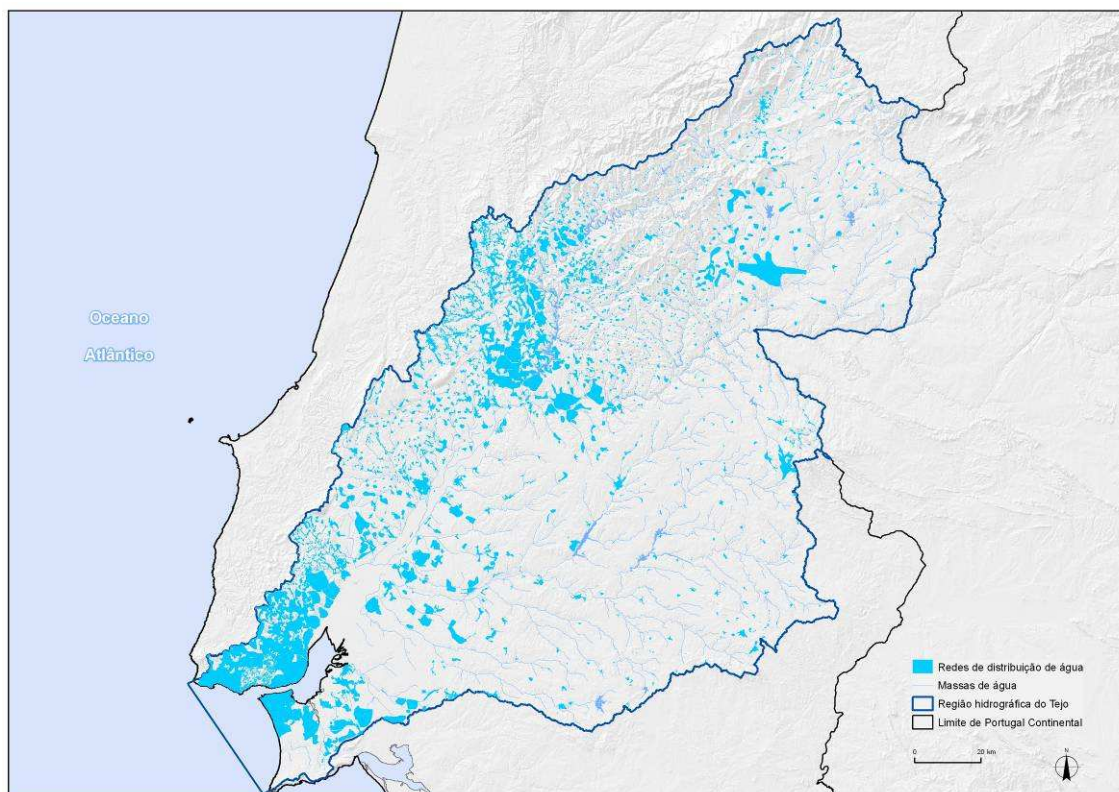 Oceano
Atlântico
Redes de distribuição de água
Massas de água
Região hidrográfica do Tejo
Limite de Portugal Continental
0 20 km
N